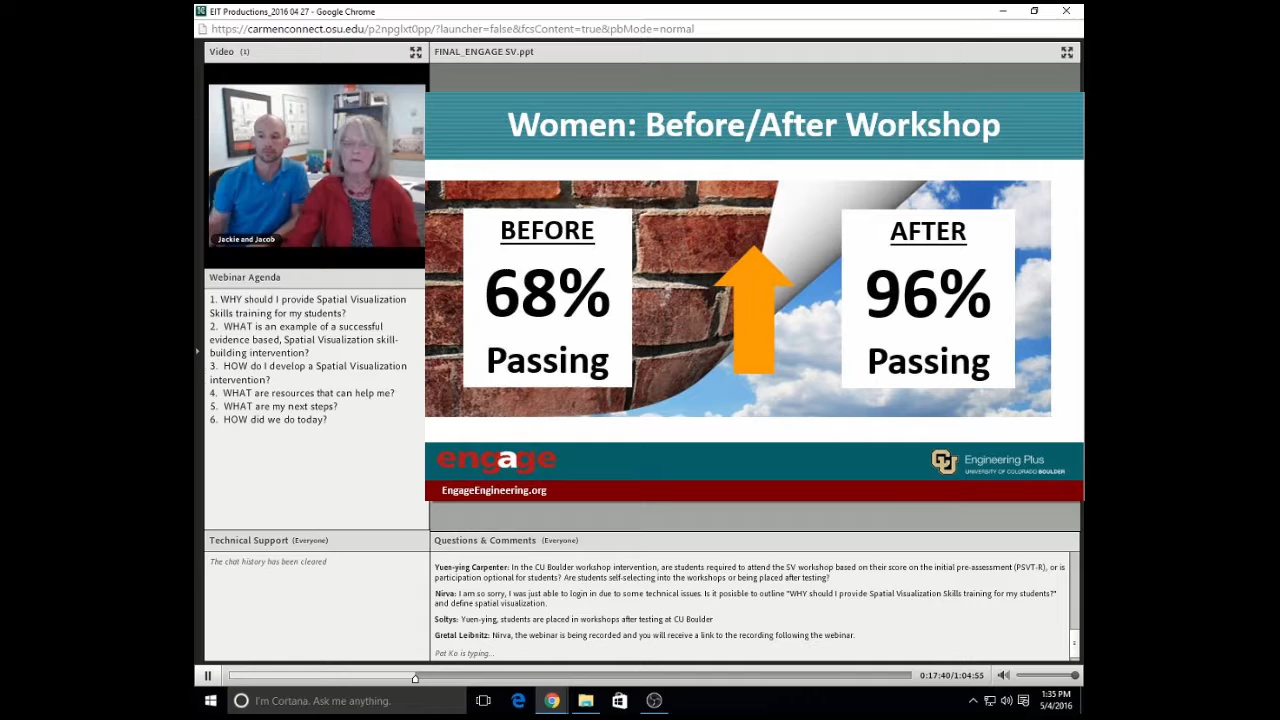 EIT Productions_2016 04 27 - Google Chrome
https://carmenconnect.osu.edu/p2npglxt0pp/?launcher=false&fcsContent=true&pbMode=normal
Video (1)
Jackie and Jacob
Webinar Agenda
1. WHY should I provide Spatial Visualization
Skills training for my students?
2. WHAT is an example of a successful
evidence based, Spatial Visualization skill-
building intervention?
3. HOW do I develop a Spatial Visualization
intervention?
4. WHAT are resources that can help me?
5. WHAT are my next steps?
6. HOW did we do today?
Technical Support (Everyone)
The chat history has been cleared
FINAL_ENGAGE SV.ppt
Women: Before/After Workshop
BEFORE
68%
Passing
AFTER
96%
Passing
engage
Engineering Plus
UNIVERSITY OF COLORADO BOULDER
EngageEngineering.org
Questions & Comments (Everyone)
Yuen-ying Carpenter: In the CU Boulder workshop intervention, are students required to attend the SV workshop based on their score on the initial pre-assessment (PSVT-R), or is
participation optional for students? Are students self-selecting into the workshops or being placed after testing?
Nirva: I am so sorry, I was just able to login in due to some technical issues. Is it posisble to outline "WHY should I provide Spatial Visualization Skills training for my students?"
and define spatial visualization.
Soltys: Yuen-ying, students are placed in workshops after testing at CU Boulder
Gretal Leibnitz: Nirva, the webinar is being recorded and you will receive a link to the recording following the webinar.
Pat Ko is typing...
0:17:40/1:04:55
I'm Cortana. Ask me anything.
1:35 PM
5/4/2016